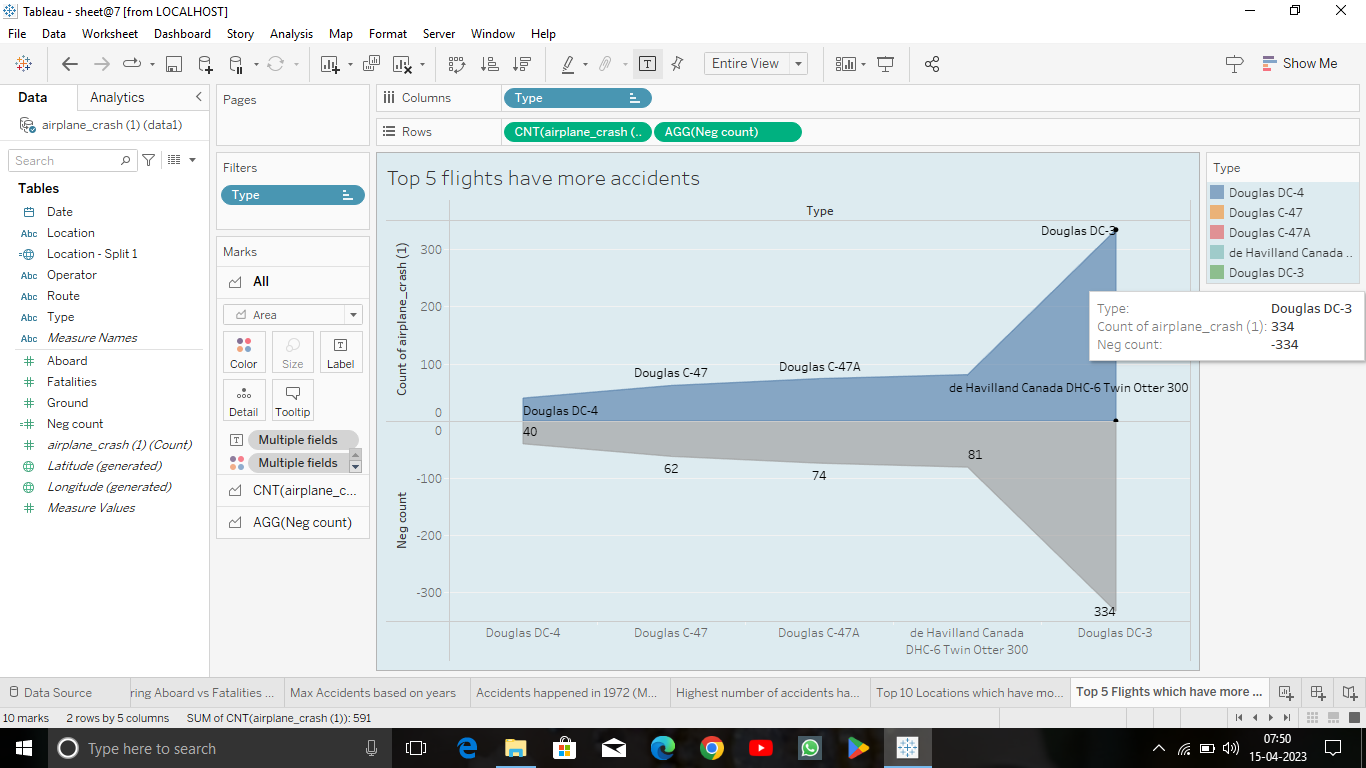 Tableau - sheet@7 [from LOCALHOST]
File Data Worksheet Dashboard Story Analysis Map Format Server Window Help
Entire View
Show Me
Data Analytics
airplane_crash (1) (data1)
Search
Tables
Date
Abc Location
Location - Split 1
Abc Operator
Abc Route
Abc Type
Abc Measure Names
Aboard
Fatalities
Ground
Neg count
airplane_crash (1) (Count)
Latitude (generated)
Longitude (generated)
Measure Values
Pages
Filters
Type
Marks
All
Area
Color Size Label
Detail Tooltip
Multiple fields
Multiple fields
CNT(airplane_c...
AGG(Neg count)
Columns Type
Rows CNT(airplane_crash (.. AGG(Neg count)
Top 5 flights have more accidents
Type
Count of airplane_crash (1)
300
200
100
0
Douglas DC-4
Douglas C-47
Douglas C-47A
de Havilland Canada DHC-6 Twin Otter 300
Douglas DC-3
Neg count
0
-100
-200
-300
40
62
74
81
334
Douglas DC-4
Douglas C-47
Douglas C-47A
de Havilland Canada
DHC-6 Twin Otter 300
Douglas DC-3
Type
Douglas DC-4
Douglas C-47
Douglas C-47A
de Havilland Canada ..
Douglas DC-3
Type: Douglas DC-3
Count of airplane_crash (1): 334
Neg count: -334
Data Source
ring Aboard vs Fatalities ...
Max Accidents based on years
Accidents happened in 1972 (M...
Highest number of accidents ha...
Top 10 Locations which have mo...
Top 5 Flights which have more ...
10 marks 2 rows by 5 columns SUM of CNT(airplane_crash (1)): 591
Type here to search
07:50
15-04-2023